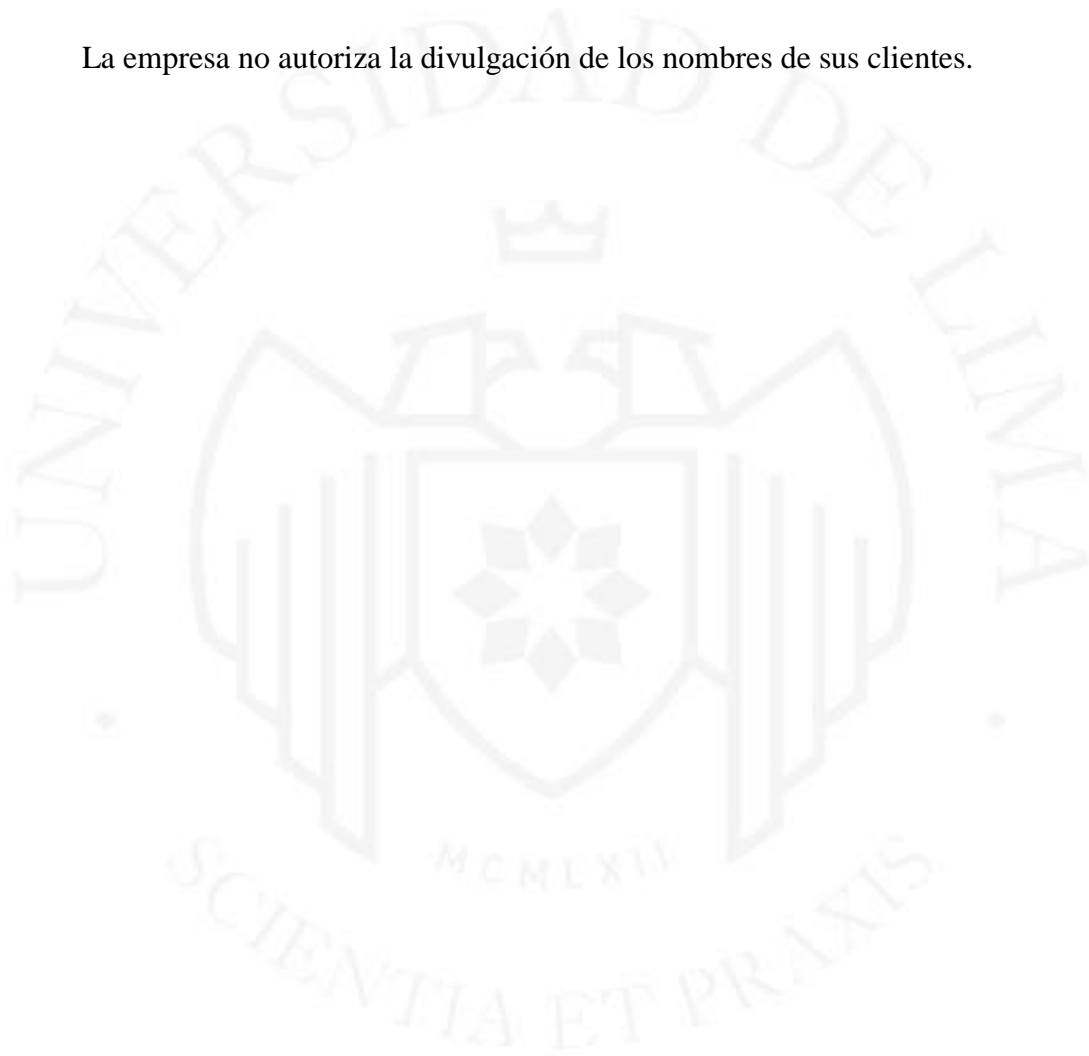 La empresa no autoriza la divulgación de los nombres de sus clientes.
UNIVERSIDAD DE LIMA
MCMLXII
SCIENTIA ET PRAXIS